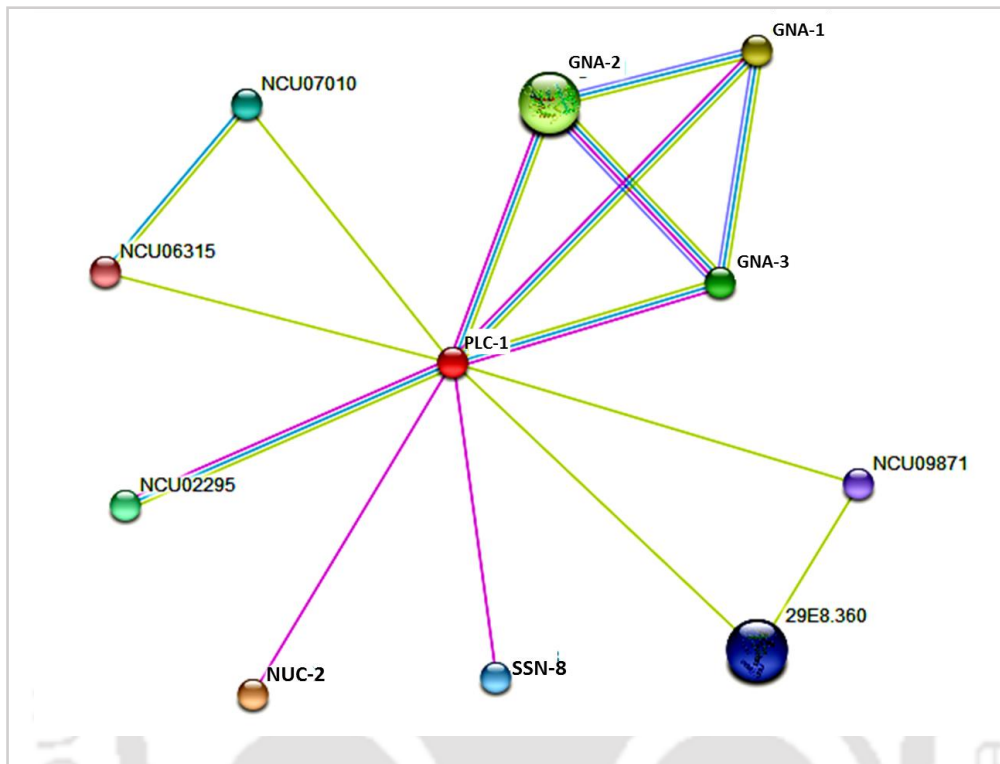 GNA-1
GNA-2
NCU07010
NCU06315
GNA-3
PLC-1
NCU09871
NCU02295
29E8.360
NUC-2
SSN-8